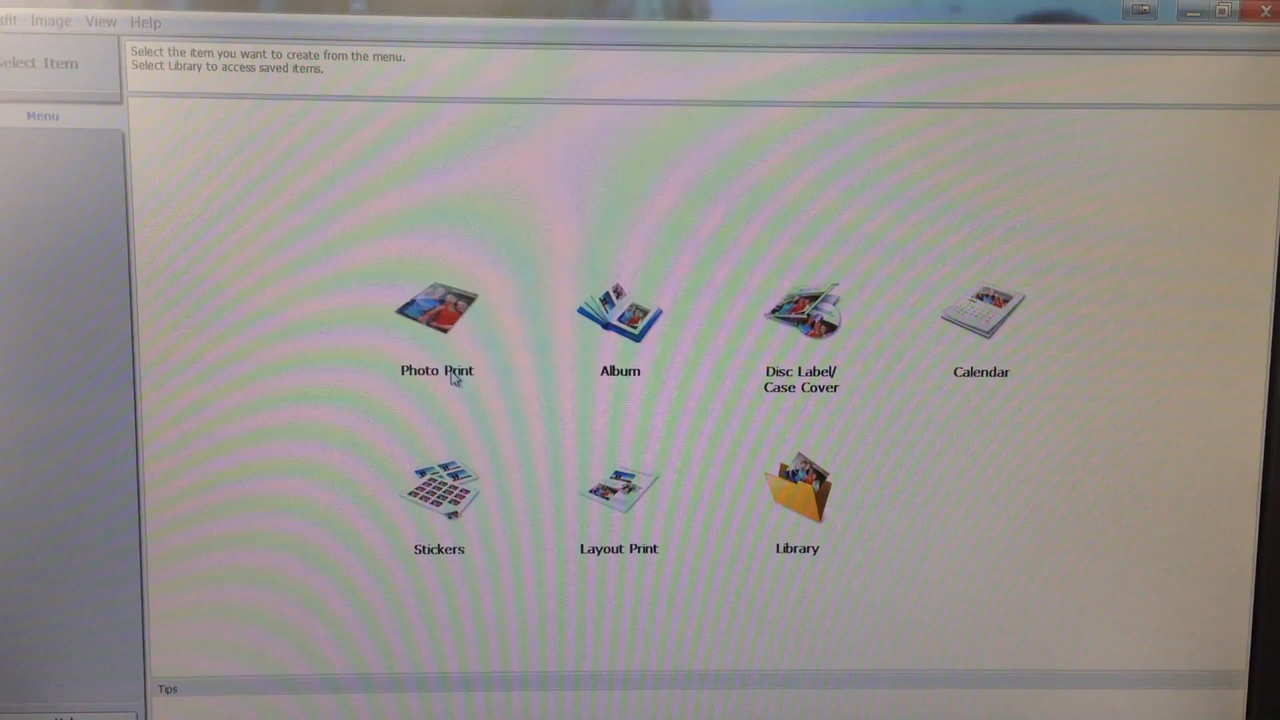 Image View Help
Select the item you want to create from the menu.
Select Library to access saved items.
Select Item
Menu
Photo Print
Album
Disc Label/
Case Cover
Calendar
Stickers
Layout Print
Library
Tips